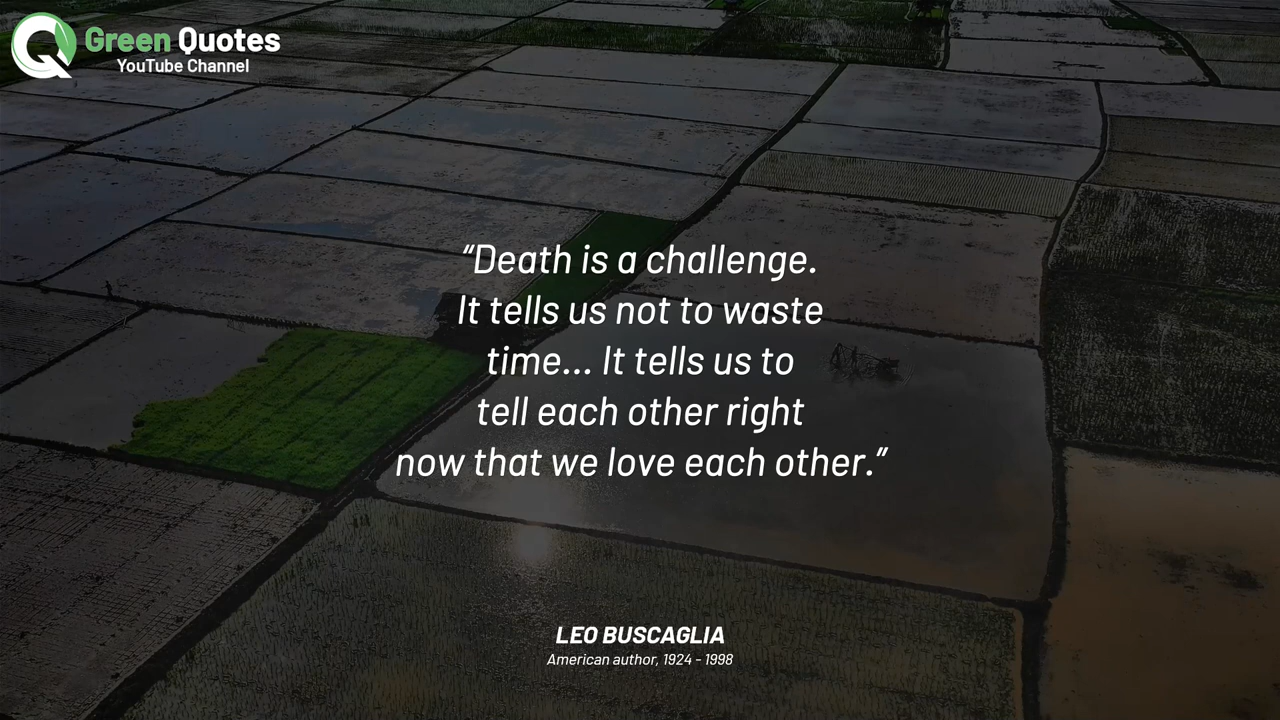 Green Quotes
YouTube Channel
“Death is a challenge.
It tells us not to waste
time... It tells us to
tell each other right
now that we love each other.”
LEO BUSCAGLIA
American author, 1924 - 1998